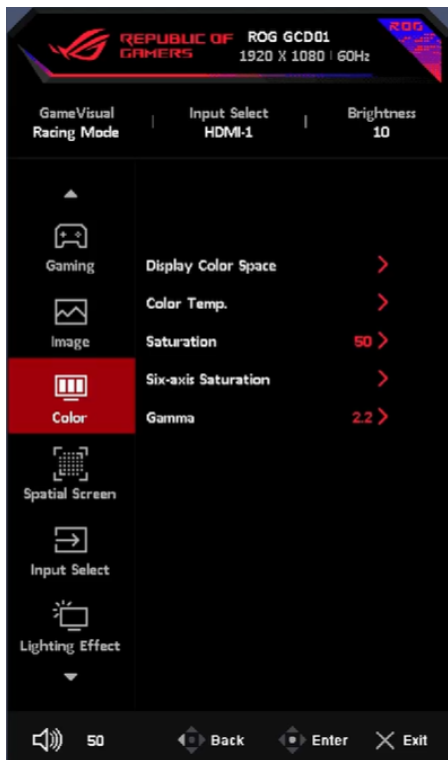 REPUBLIC OF GAMERS
ROG GCD01
1920 X 1080 | 60Hz
ROG
GameVisual
Racing Mode
Input Select
HDMI-1
Brightness
10
Gaming
Image
Color
Spatial Screen
Input Select
Lighting Effect
Display Color Space
Color Temp.
Saturation 50
Six-axis Saturation
Gamma 2.2
50 Back Enter Exit